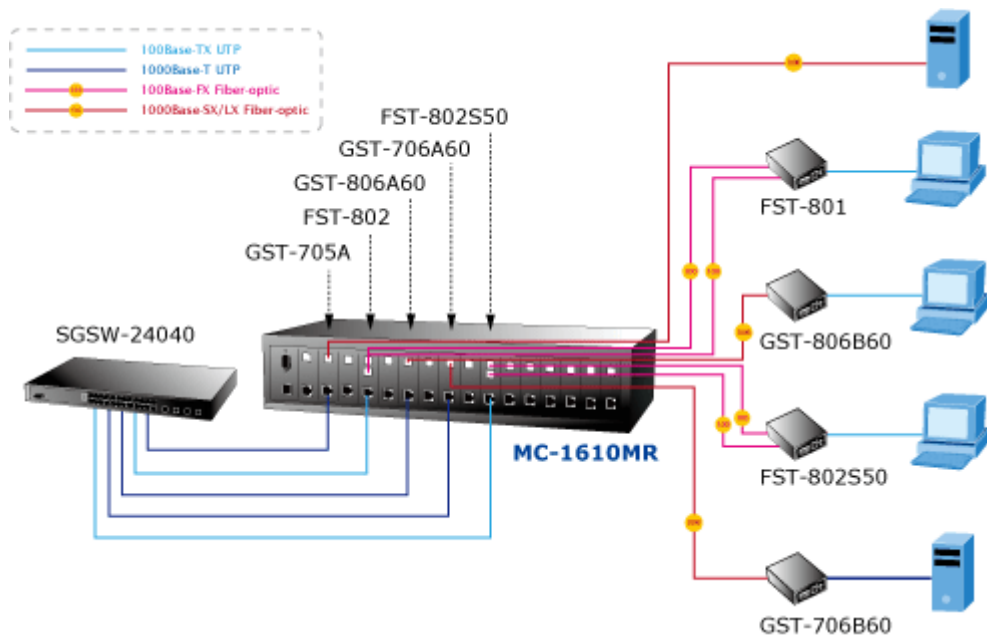 100Base-TX UTP
1000Base-T UTP
100Base-FX Fiber-optic
1000Base-SX/LX Fiber-optic
FST-802S50
GST-706A60
GST-806A60
FST-802
GST-705A
SGSW-24040
MC-1610MR
FST-801
GST-806B60
FST-802S50
GST-706B60